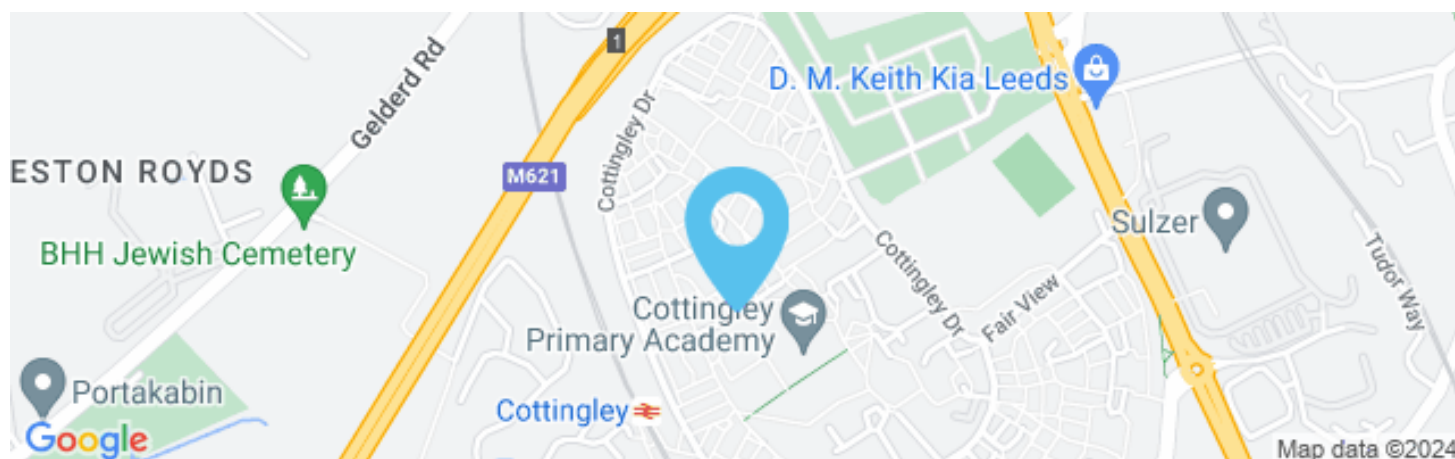 1
Gelderd Rd
Cottingley Dr
D. M. Keith Kia Leeds
ESTON ROYDS
M621
BHH Jewish Cemetery
Sulzer
Tudor Way
Cottingley Dr
Fair View
Cottingley
Primary Academy
Portakabin
Cottingley
Google
Map data ©2024